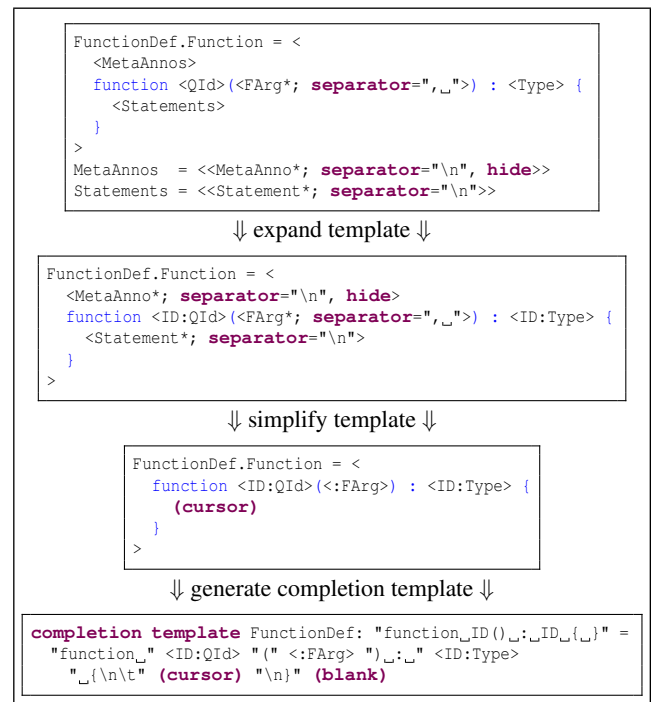 FunctionDef.Function = <
<MetaAnnos>
function <QId>(<FArg*; separator=",␣">) : <Type> {
<Statements>
}
>
MetaAnnos = <<MetaAnno*; separator="\n", hide>>
Statements = <<Statement*; separator="\n">>
⇓ expand template ⇓
FunctionDef.Function = <
<MetaAnno*; separator="\n", hide>
function <ID:QId>(<FArg*; separator=",␣">) : <ID:Type> {
<Statement*; separator="\n">
}
>
⇓ simplify template ⇓
FunctionDef.Function = <
function <ID:QId>(<:FArg>) : <ID:Type> {
(cursor)
}
>
⇓ generate completion template ⇓
completion template FunctionDef: "function␣ID()␣:␣ID␣{␣}" =
"function␣" <ID:QId> "(" <:FArg> ")␣:␣" <ID:Type>
"␣{\n\t" (cursor) "\n}" (blank)